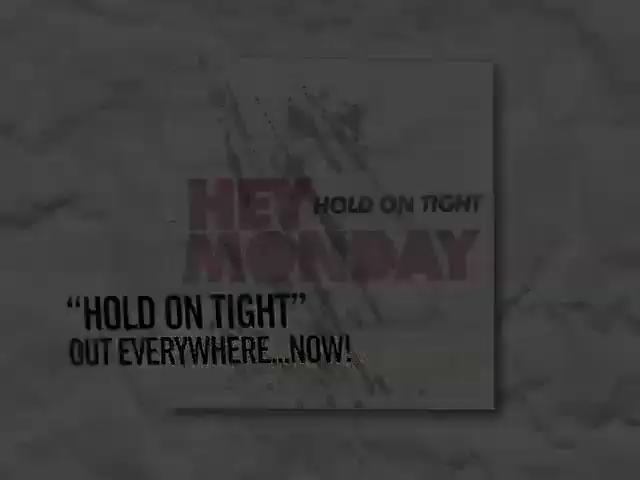 HEY
HOLD ON TIGHT
MONDAY
“HOLD ON TIGHT”
OUT EVERYWHERE...NOW!